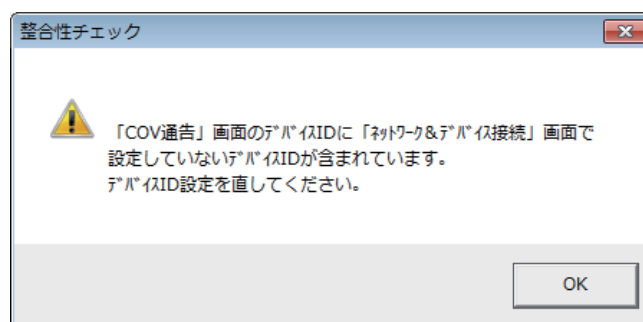 整合性チェック
「COV通告」画面のﾃﾞﾊﾞｲｽIDに「ﾈｯﾄﾜｰｸ&ﾃﾞﾊﾞｲｽ接続」画面で
設定していないﾃﾞﾊﾞｲｽIDが含まれています。
ﾃﾞﾊﾞｲｽID設定を直してください。
OK